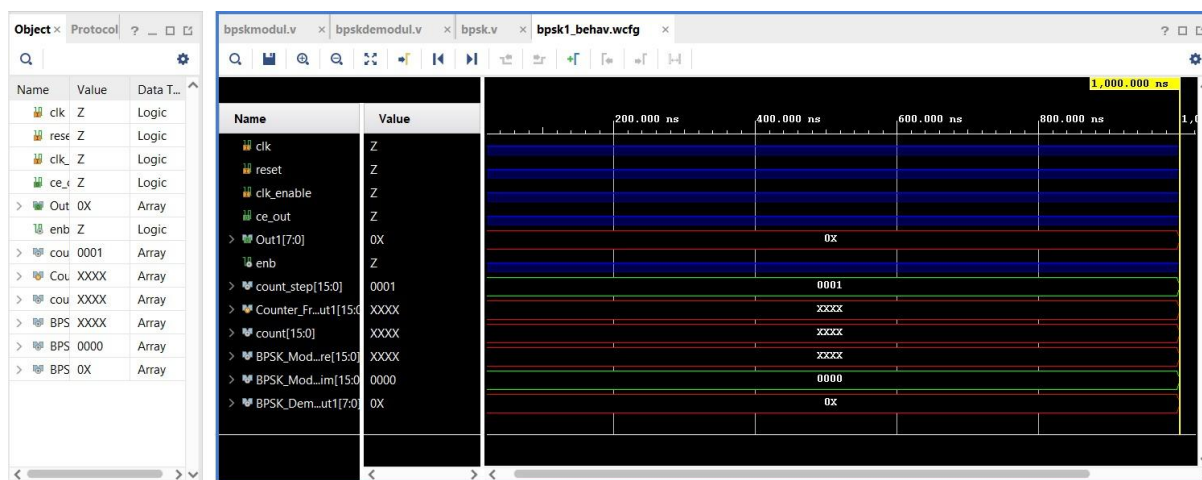 Object × Protocol ? _
Name Value Data T...
clk Z Logic
rese Z Logic
clk_ Z Logic
ce_ Z Logic
> Out 0X Array
enb Z Logic
> cou 0001 Array
> Cou XXXX Array
> cou XXXX Array
> BPS XXXX Array
> BPS 0000 Array
> BPS 0X Array
bpskmodul.v × bpskdemodul.v × bpsk.v × bpsk1_behav.wcfg × ?
1,000.000 ns
Name Value
200.000 ns 400.000 ns 600.000 ns 800.000 ns
clk Z
reset Z
clk_enable Z
ce_out Z
> Out1[7:0] 0X 0X
enb Z
> count_step[15:0] 0001 0001
> Counter_Fr...ut1[15:0 XXXX XXXX
> count[15:0] XXXX XXXX
> BPSK_Mod...re[15:0] XXXX XXXX
> BPSK_Mod...im[15:0 0000 0000
> BPSK_Dem...ut1[7:0] 0X 0X